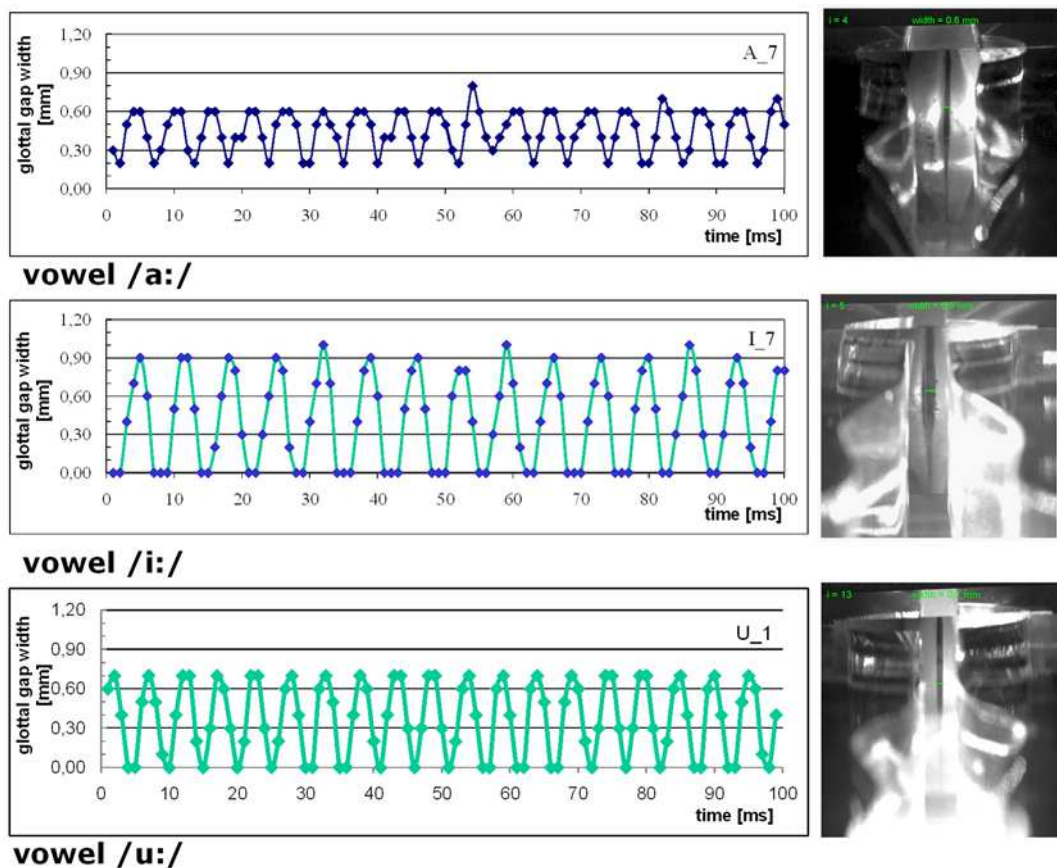 1,20
0,90
0,60
0,30
0,00
glottal gap width
[mm]
A_7
0 10 20 30 40 50 60 70 80 90 100
time [ms]
i = 4 width = 0.6 mm
vowel /a:/
1,20
0,90
0,60
0,30
0,00
glottal gap width
[mm]
I_7
0 10 20 30 40 50 60 70 80 90 100
time [ms]
i = 5
vowel /i:/
1,20
0,90
0,60
0,30
0,00
glottal gap width
[mm]
U_1
0 10 20 30 40 50 60 70 80 90 100
time [ms]
i = 13
vowel /u:/